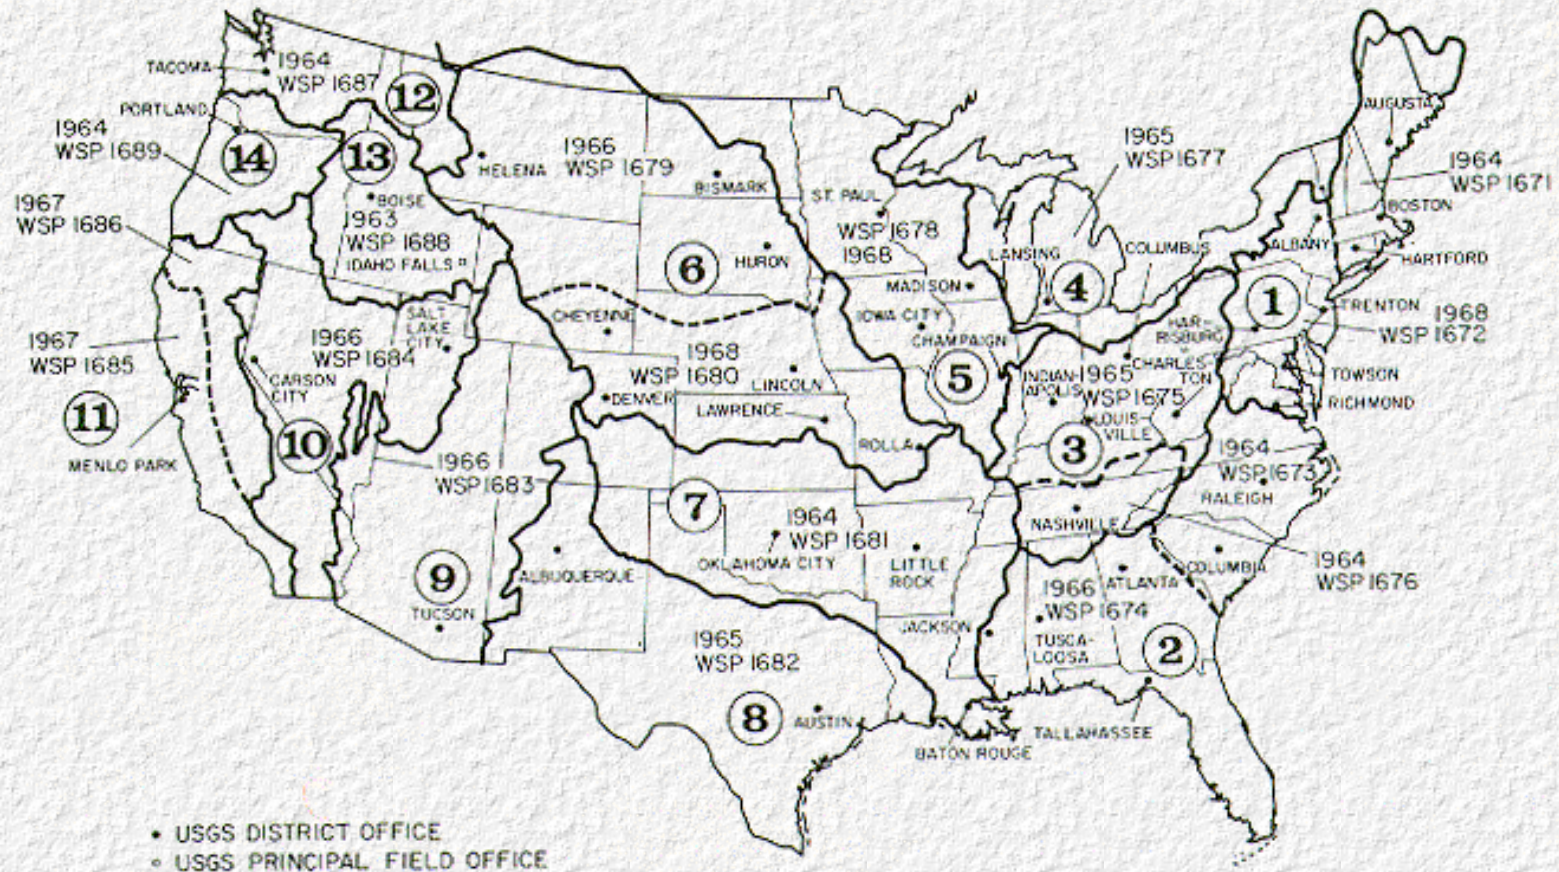 TACOMA
1964
WSP 1687
12
PORTLAND
1964
WSP 1689
14
13
HELENA
1966
WSP 1679
BISMARK
ST. PAUL
WSP 1678
1968
1965
WSP 1677
AUGUSTA
1964
WSP 1671
BOSTON
1967
WSP 1686
BOISE
1963
WSP 1688
IDAHO FALLS
6
HURON
LANSING
COLUMBUS
4
ALBANY
HARTFORD
MADISON
IOWA CITY
CHAMPAIGN
1
TRENTON
1968
WSP 1672
HAR-
RISBURG
CHARLES-
TON
TOWSON
RICHMOND
1967
WSP 1685
11
MENLO PARK
SALT
LAKE
CITY
1966
WSP 1684
CARSON
CITY
10
CHEYENNE
1968
WSP 1680
LINCOLN
DENVER
LAWRENCE
ROLLA
5
INDIAN-
APOLIS
1965
WSP 1675
LOUIS-
VILLE
3
1964
WSP 1673
RALEIGH
1966
WSP 1683
7
1964
WSP 1681
OKLAHOMA CITY
LITTLE
ROCK
NASHVILLE
COLUMBIA
1964
WSP 1676
9
TUCSON
ALBUQUERQUE
1966
WSP 1674
ATLANTA
JACKSON
TUSCA-
LOOSA
2
1965
WSP 1682
8
AUSTIN
BATON ROUGE
TALLAHASSEE
USGS DISTRICT OFFICE
USGS PRINCIPAL FIELD OFFICE